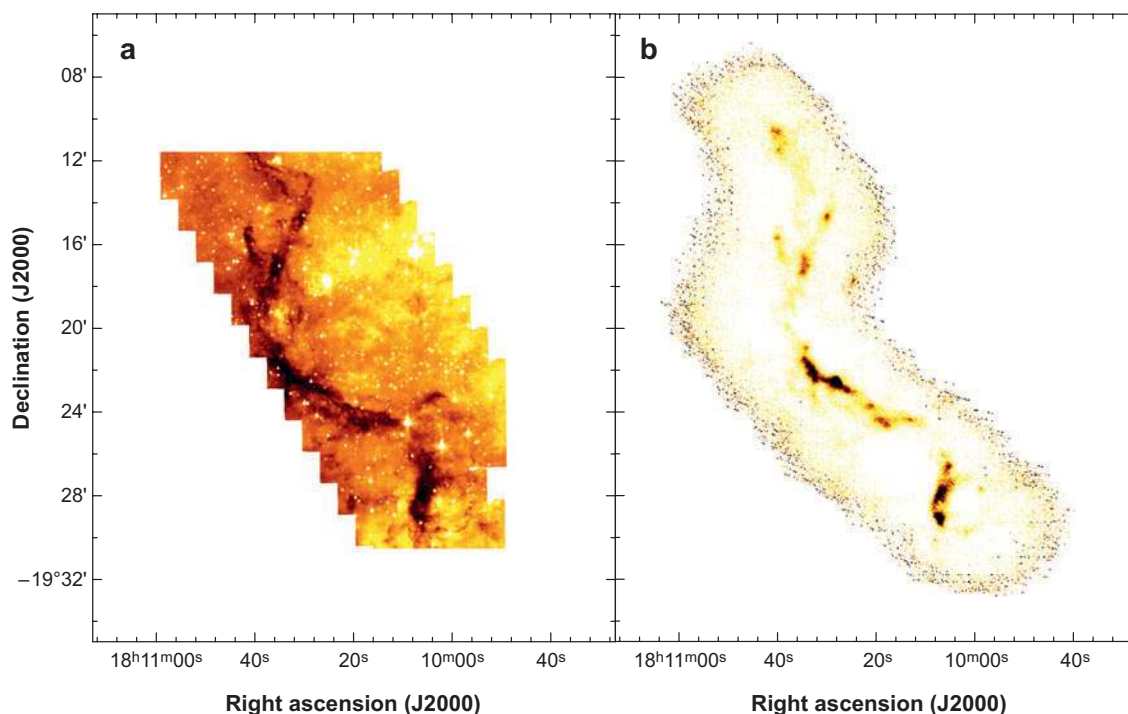 a
b
08'
12'
16'
20'
24'
28'
–19°32'
Declination (J2000)
18h11m00s 40s 20s 10m00s 40s
18h11m00s 40s 20s 10m00s 40s
Right ascension (J2000)
Right ascension (J2000)